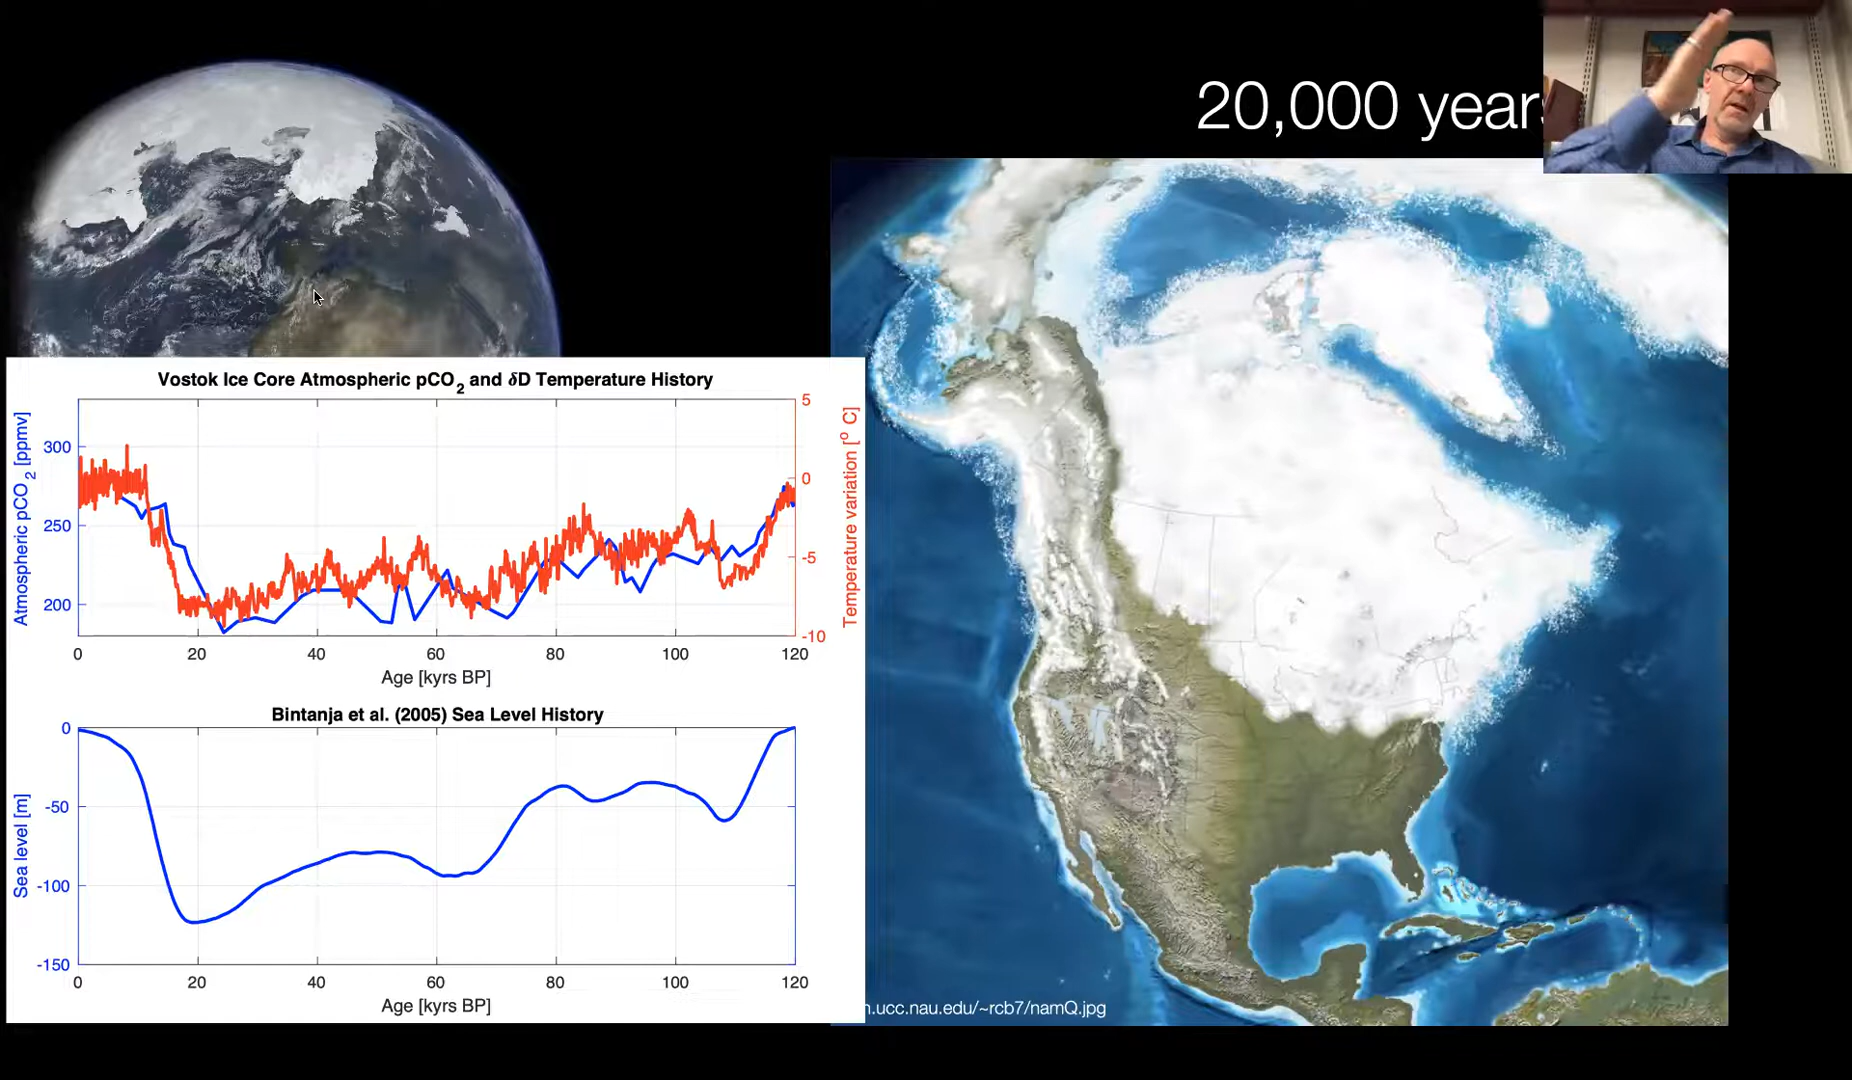 20,000 year
Vostok Ice Core Atmospheric pCO2 and δD Temperature History
Atmospheric pCO2 [ppmv]
300
250
200
5
0
-5
-10
Temperature variation [° C]
0 20 40 60 80 100 120
Age [kyrs BP]
Bintanja et al. (2005) Sea Level History
Sea level [m]
0
-50
-100
-150
0 20 40 60 80 100 120
Age [kyrs BP]
.ucc.nau.edu/~rcb7/namQ.jpg